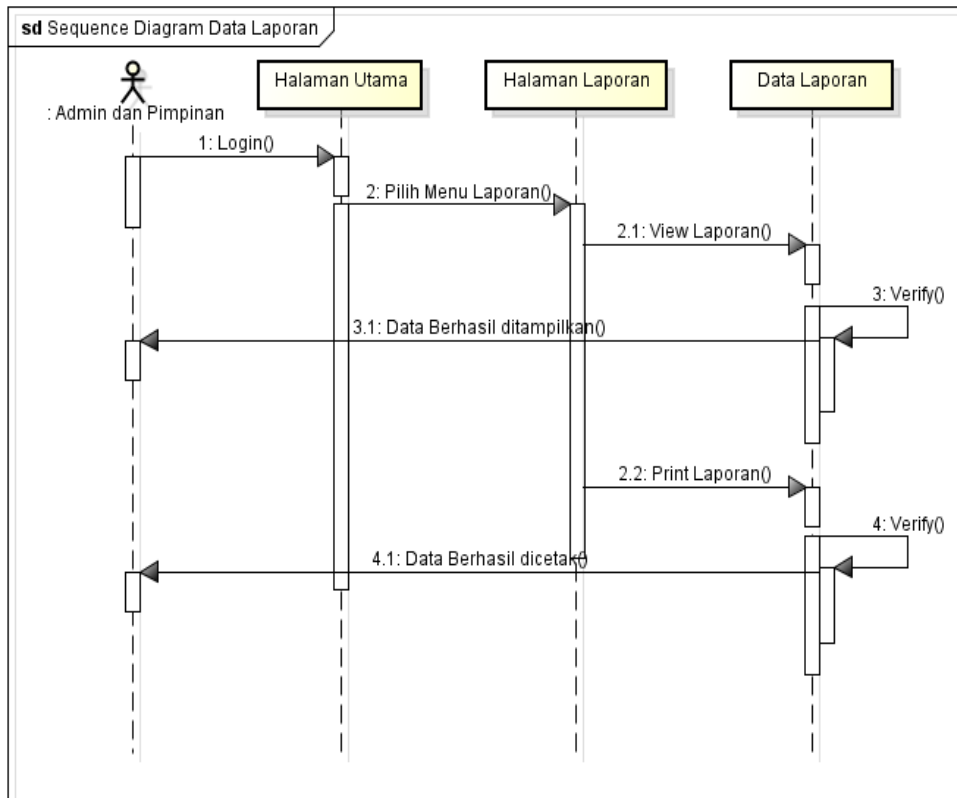 sd Sequence Diagram Data Laporan
: Admin dan Pimpinan
Halaman Utama
Halaman Laporan
Data Laporan
1: Login()
2: Pilih Menu Laporan()
2.1: View Laporan()
3: Verify()
3.1: Data Berhasil ditampilkan()
2.2: Print Laporan()
4: Verify()
4.1: Data Berhasil dicetak()